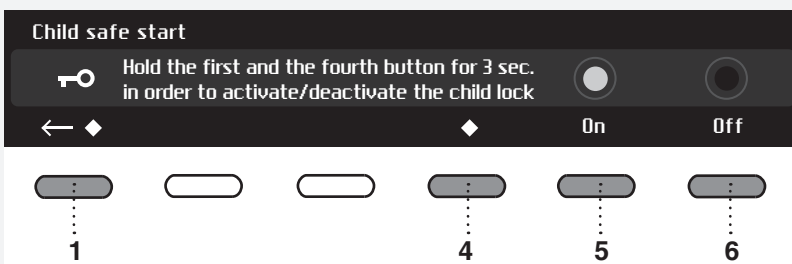 Child safe start
Hold the first and the fourth button for 3 sec.
in order to activate/deactivate the child lock
← ◆ ◆ On Off
1 4 5 6